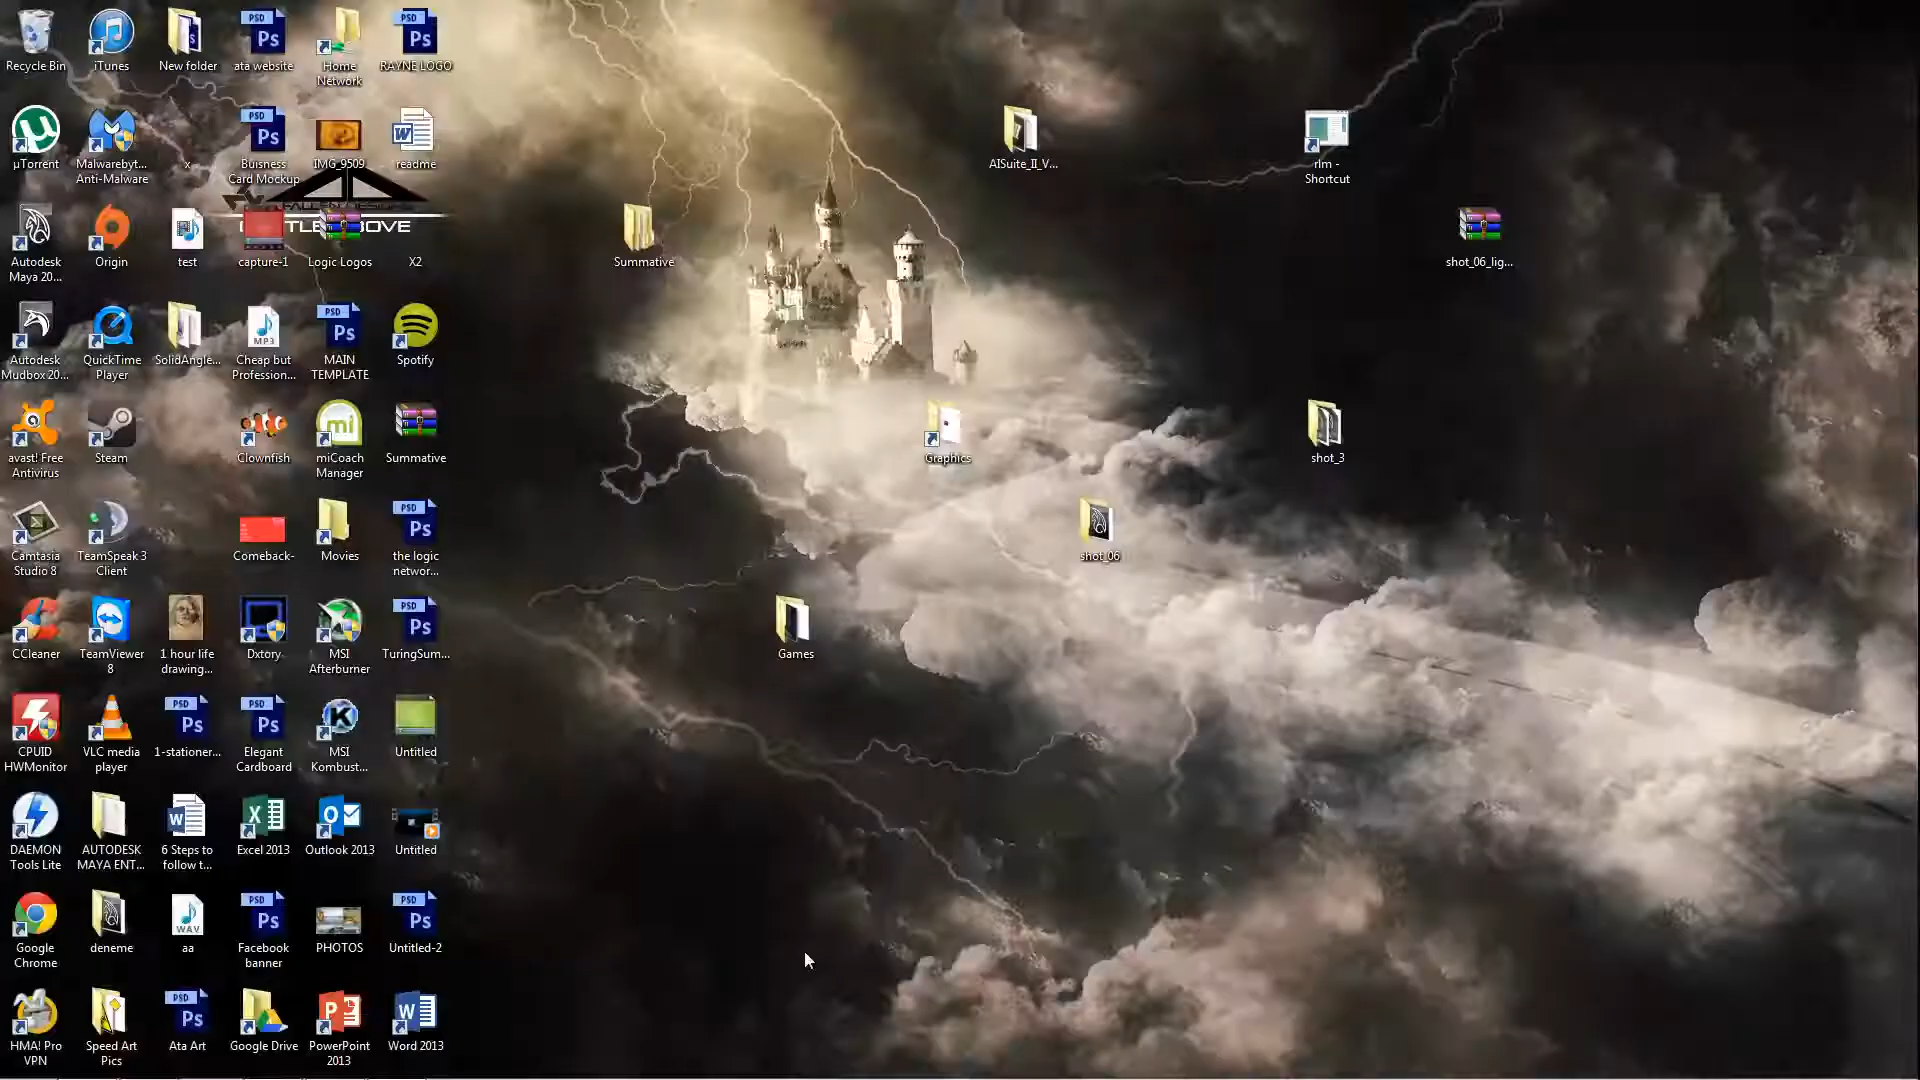 Recycle Bin
iTunes
New folder
ata website
Home
Network
RAYNE LOGO
µTorrent
Malwarebyt...
Anti-Malware
x
Buisness
Card Mockup
IMG_9509
readme
AISuite_II_V...
rlm -
Shortcut
Autodesk
Maya 20...
Origin
test
capture-1
Logic Logos
X2
Summative
shot_06_lig...
Autodesk
Mudbox 20...
QuickTime
Player
SolidAngle...
Cheap but
Profession...
MAIN
TEMPLATE
Spotify
avast! Free
Antivirus
Steam
Clownfish
miCoach
Manager
Summative
Graphics
shot_3
Camtasia
Studio 8
TeamSpeak 3
Client
Comeback-
Movies
the logic
networ...
shot_06
CCleaner
TeamViewer
8
1 hour life
drawing...
Dxtory
MSI
Afterburner
TuringSum...
Games
CPUID
HWMonitor
VLC media
player
1-stationer...
Elegant
Cardboard
MSI
Kombust...
Untitled
DAEMON
Tools Lite
AUTODESK
MAYA ENT...
6 Steps to
follow t...
Excel 2013
Outlook 2013
Untitled
Google
Chrome
deneme
aa
Facebook
banner
PHOTOS
Untitled-2
HMA! Pro
VPN
Speed Art
Pics
Ata Art
Google Drive
PowerPoint
2013
Word 2013